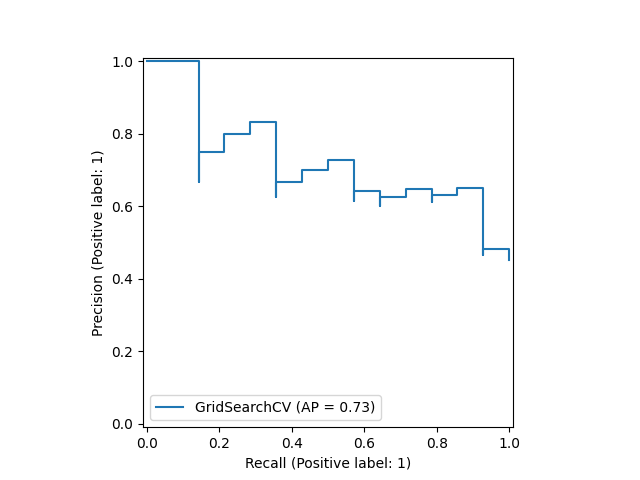 1.0
0.8
0.6
0.4
0.2
0.0
Precision (Positive label: 1)
GridSearchCV (AP = 0.73)
0.0 0.2 0.4 0.6 0.8 1.0
Recall (Positive label: 1)